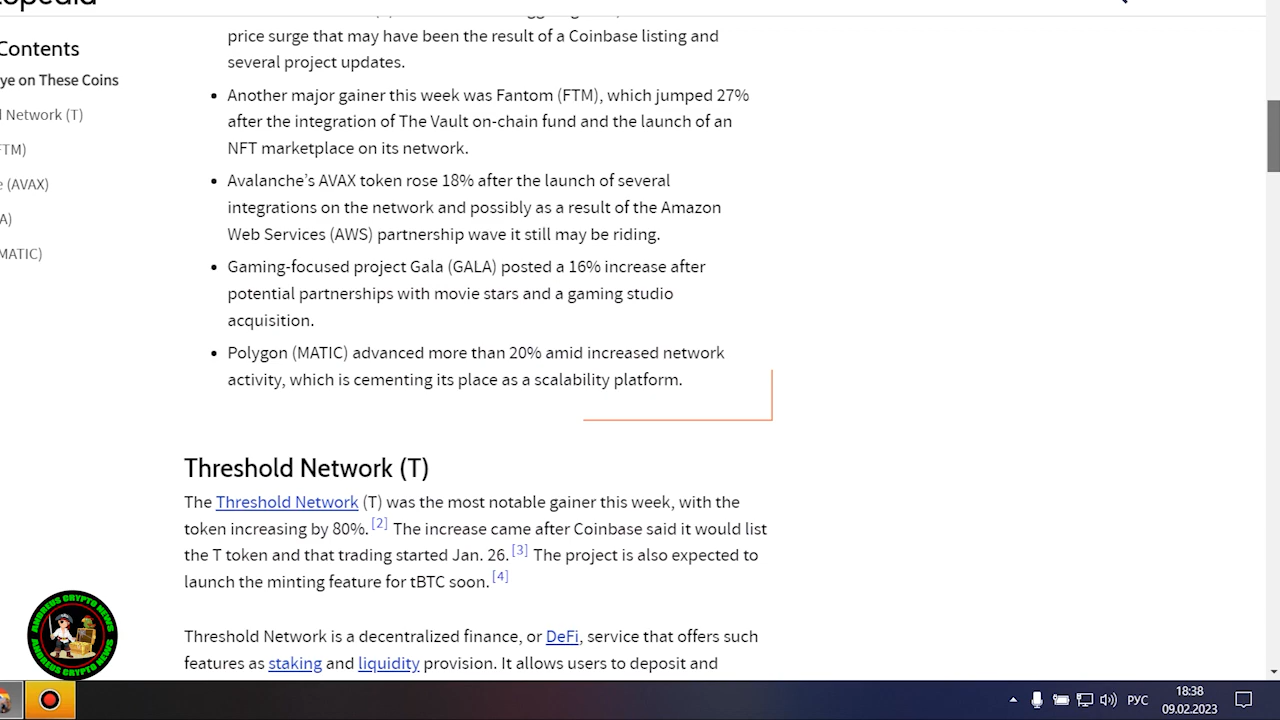 Contents
ye on These Coins
l Network (T)
FTM)
e (AVAX)
A)
MATIC)
price surge that may have been the result of a Coinbase listing and
several project updates.
• Another major gainer this week was Fantom (FTM), which jumped 27%
after the integration of The Vault on-chain fund and the launch of an
NFT marketplace on its network.
• Avalanche’s AVAX token rose 18% after the launch of several
integrations on the network and possibly as a result of the Amazon
Web Services (AWS) partnership wave it still may be riding.
• Gaming-focused project Gala (GALA) posted a 16% increase after
potential partnerships with movie stars and a gaming studio
acquisition.
• Polygon (MATIC) advanced more than 20% amid increased network
activity, which is cementing its place as a scalability platform.
Threshold Network (T)
The Threshold Network (T) was the most notable gainer this week, with the
token increasing by 80%. [2] The increase came after Coinbase said it would list
the T token and that trading started Jan. 26. [3] The project is also expected to
launch the minting feature for tBTC soon. [4]
Threshold Network is a decentralized finance, or DeFi, service that offers such
features as staking and liquidity provision. It allows users to deposit and
ANDREUS CRYPTO NEWS
ANDREUS CRYPTO NEWS
РУС
18:38
09.02.2023